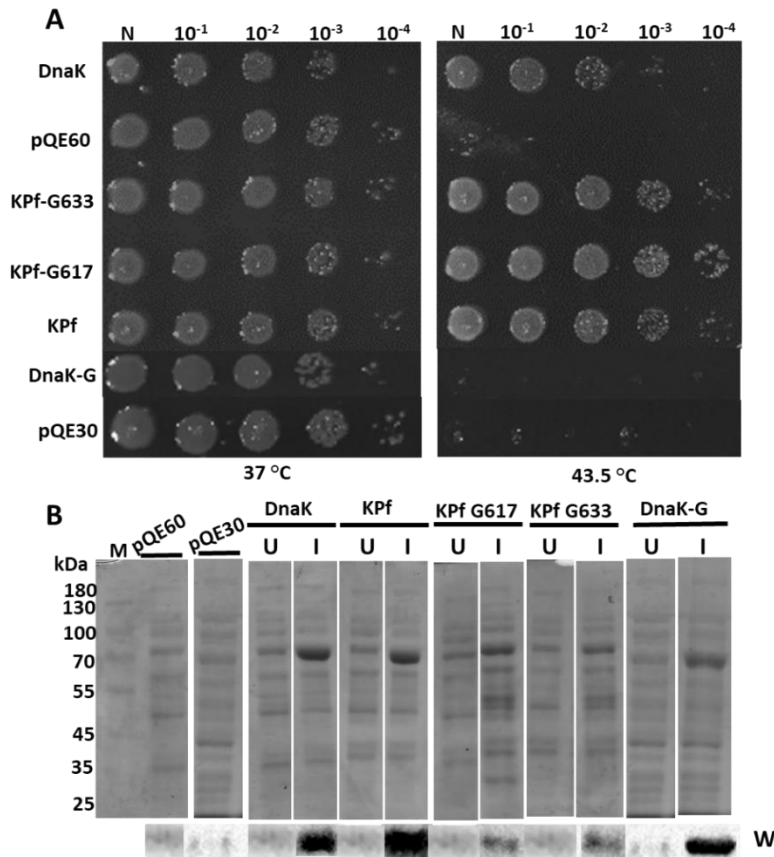 A
N 10⁻¹ 10⁻² 10⁻³ 10⁻⁴ N 10⁻¹ 10⁻² 10⁻³ 10⁻⁴
DnaK
pQE60
KPf-G633
KPf-G617
KPf
DnaK-G
pQE30
37 °C 43.5 °C
B
M pQE60 pQE30 DnaK KPf KPf G617 KPf G633 DnaK-G
U I U I U I U I U I
kDa
180
130
100
70
55
45
35
25
W